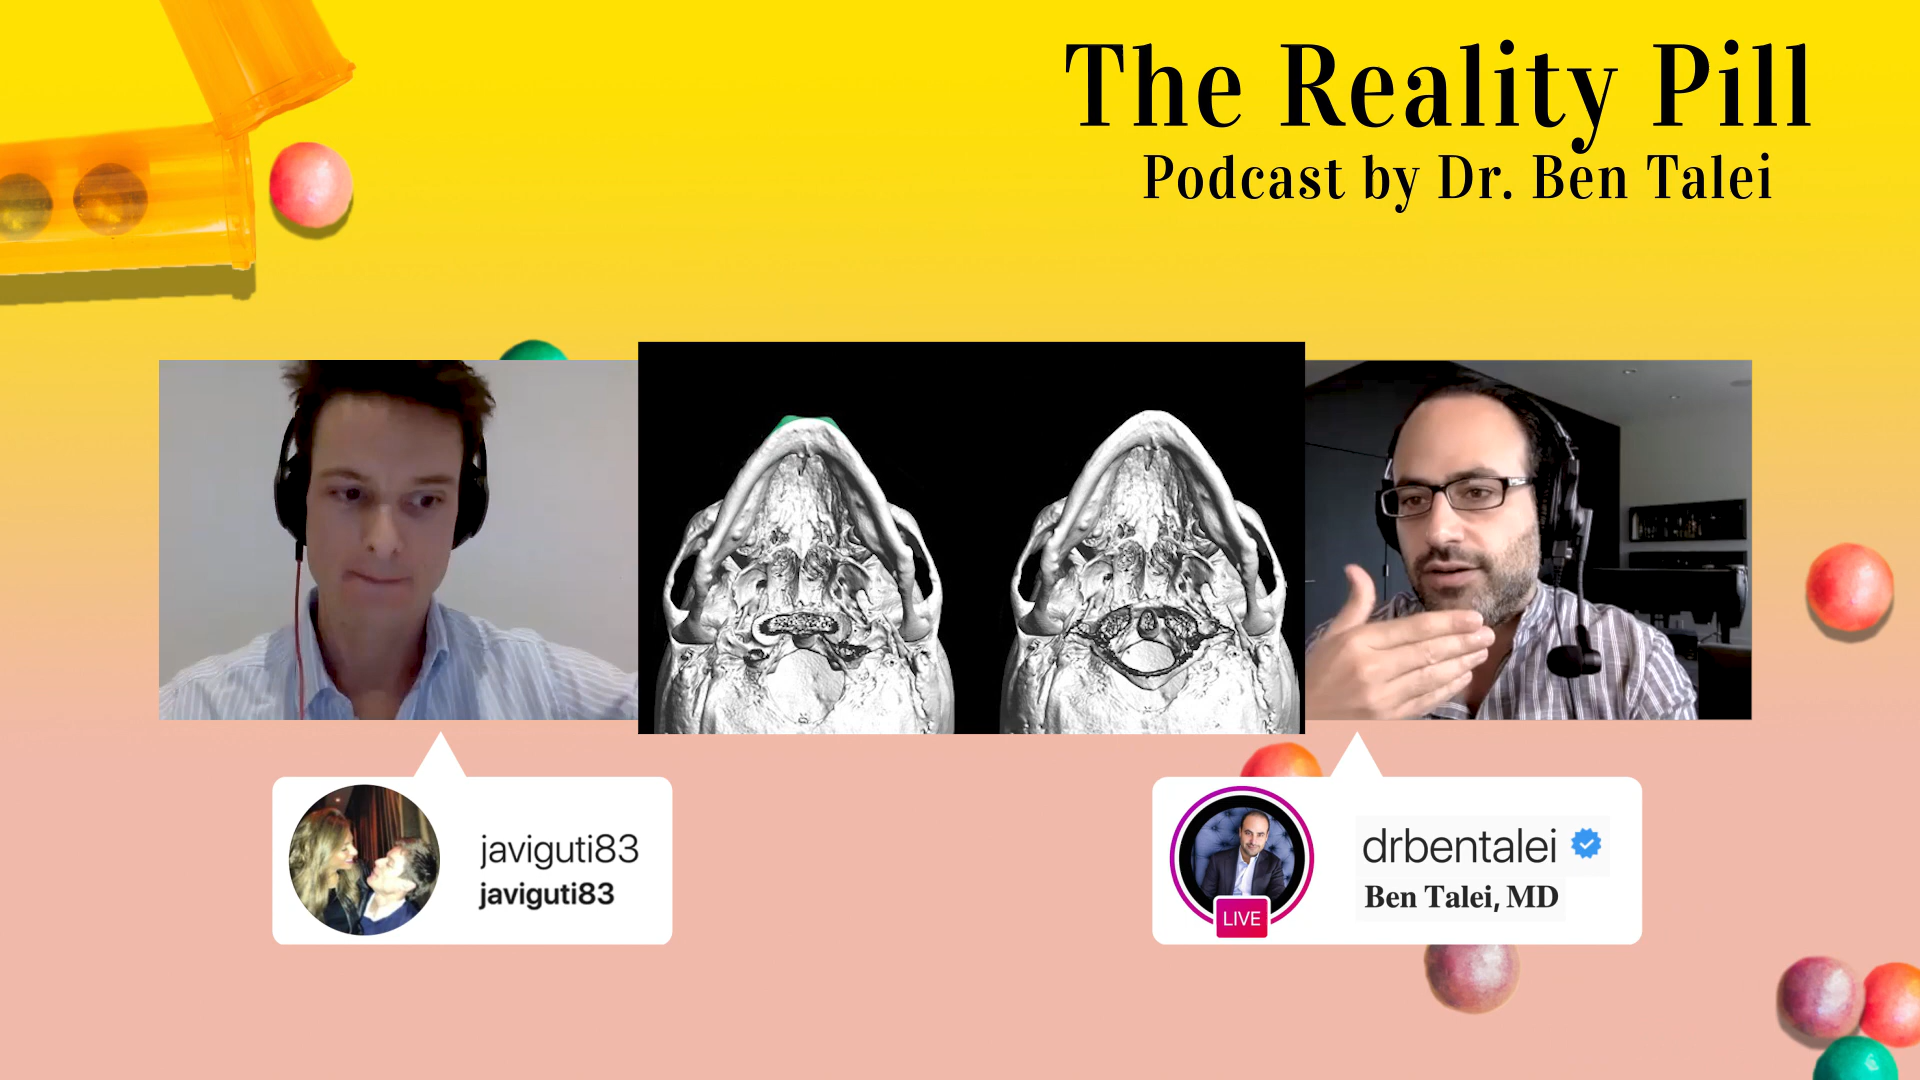 The Reality Pill
Podcast by Dr. Ben Talei
javiguti83
javiguti83
drbentalei
Ben Talei, MD
LIVE